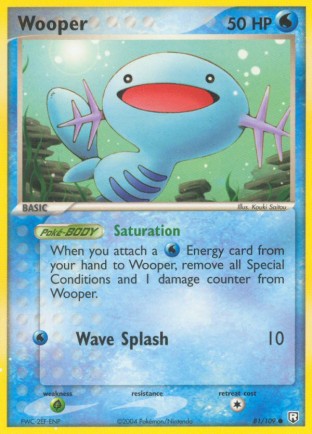 Wooper 50 HP
BASIC Illus. Kouki Saitou
Poké-BODY Saturation
When you attach a Energy card from
your hand to Wooper, remove all Special
Conditions and 1 damage counter from
Wooper.
Wave Splash 10
weakness resistance retreat cost
©2004 Pokémon/Nintendo 81/109 R